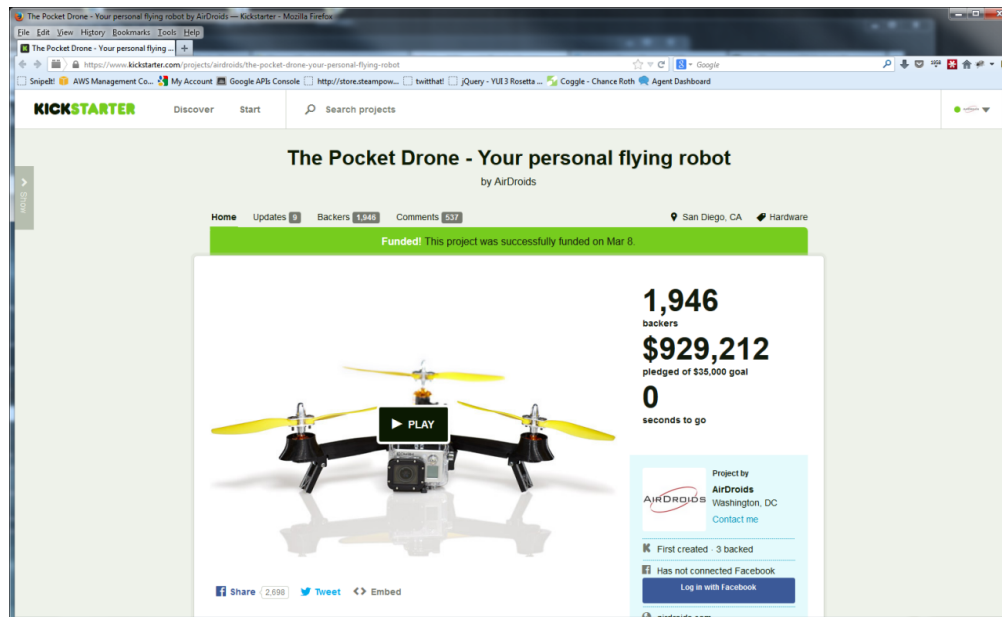 The Pocket Drone - Your personal flying robot by AirDroids — Kickstarter - Mozilla Firefox
File Edit View History Bookmarks Tools Help
The Pocket Drone - Your personal flying ... +
https://www.kickstarter.com/projects/airdroids/the-pocket-drone-your-personal-flying-robot
Google
SnipeIt! AWS Management Co... My Account Google APIs Console http://store.steampow... twitthat! jQuery - YUI 3 Rosetta ... Coggle - Chance Roth Agent Dashboard
KICKSTARTER Discover Start Search projects
Show
The Pocket Drone - Your personal flying robot
by AirDroids
Home Updates 9 Backers 1,946 Comments 537 San Diego, CA Hardware
Funded! This project was successfully funded on Mar 8.
1,946
backers
$929,212
pledged of $35,000 goal
0
seconds to go
PLAY
Project by
AirDroids
Washington, DC
Contact me
AIRDROIDS
First created · 3 backed
Has not connected Facebook
Log in with Facebook
airdroids.com
Share 2,698 Tweet Embed